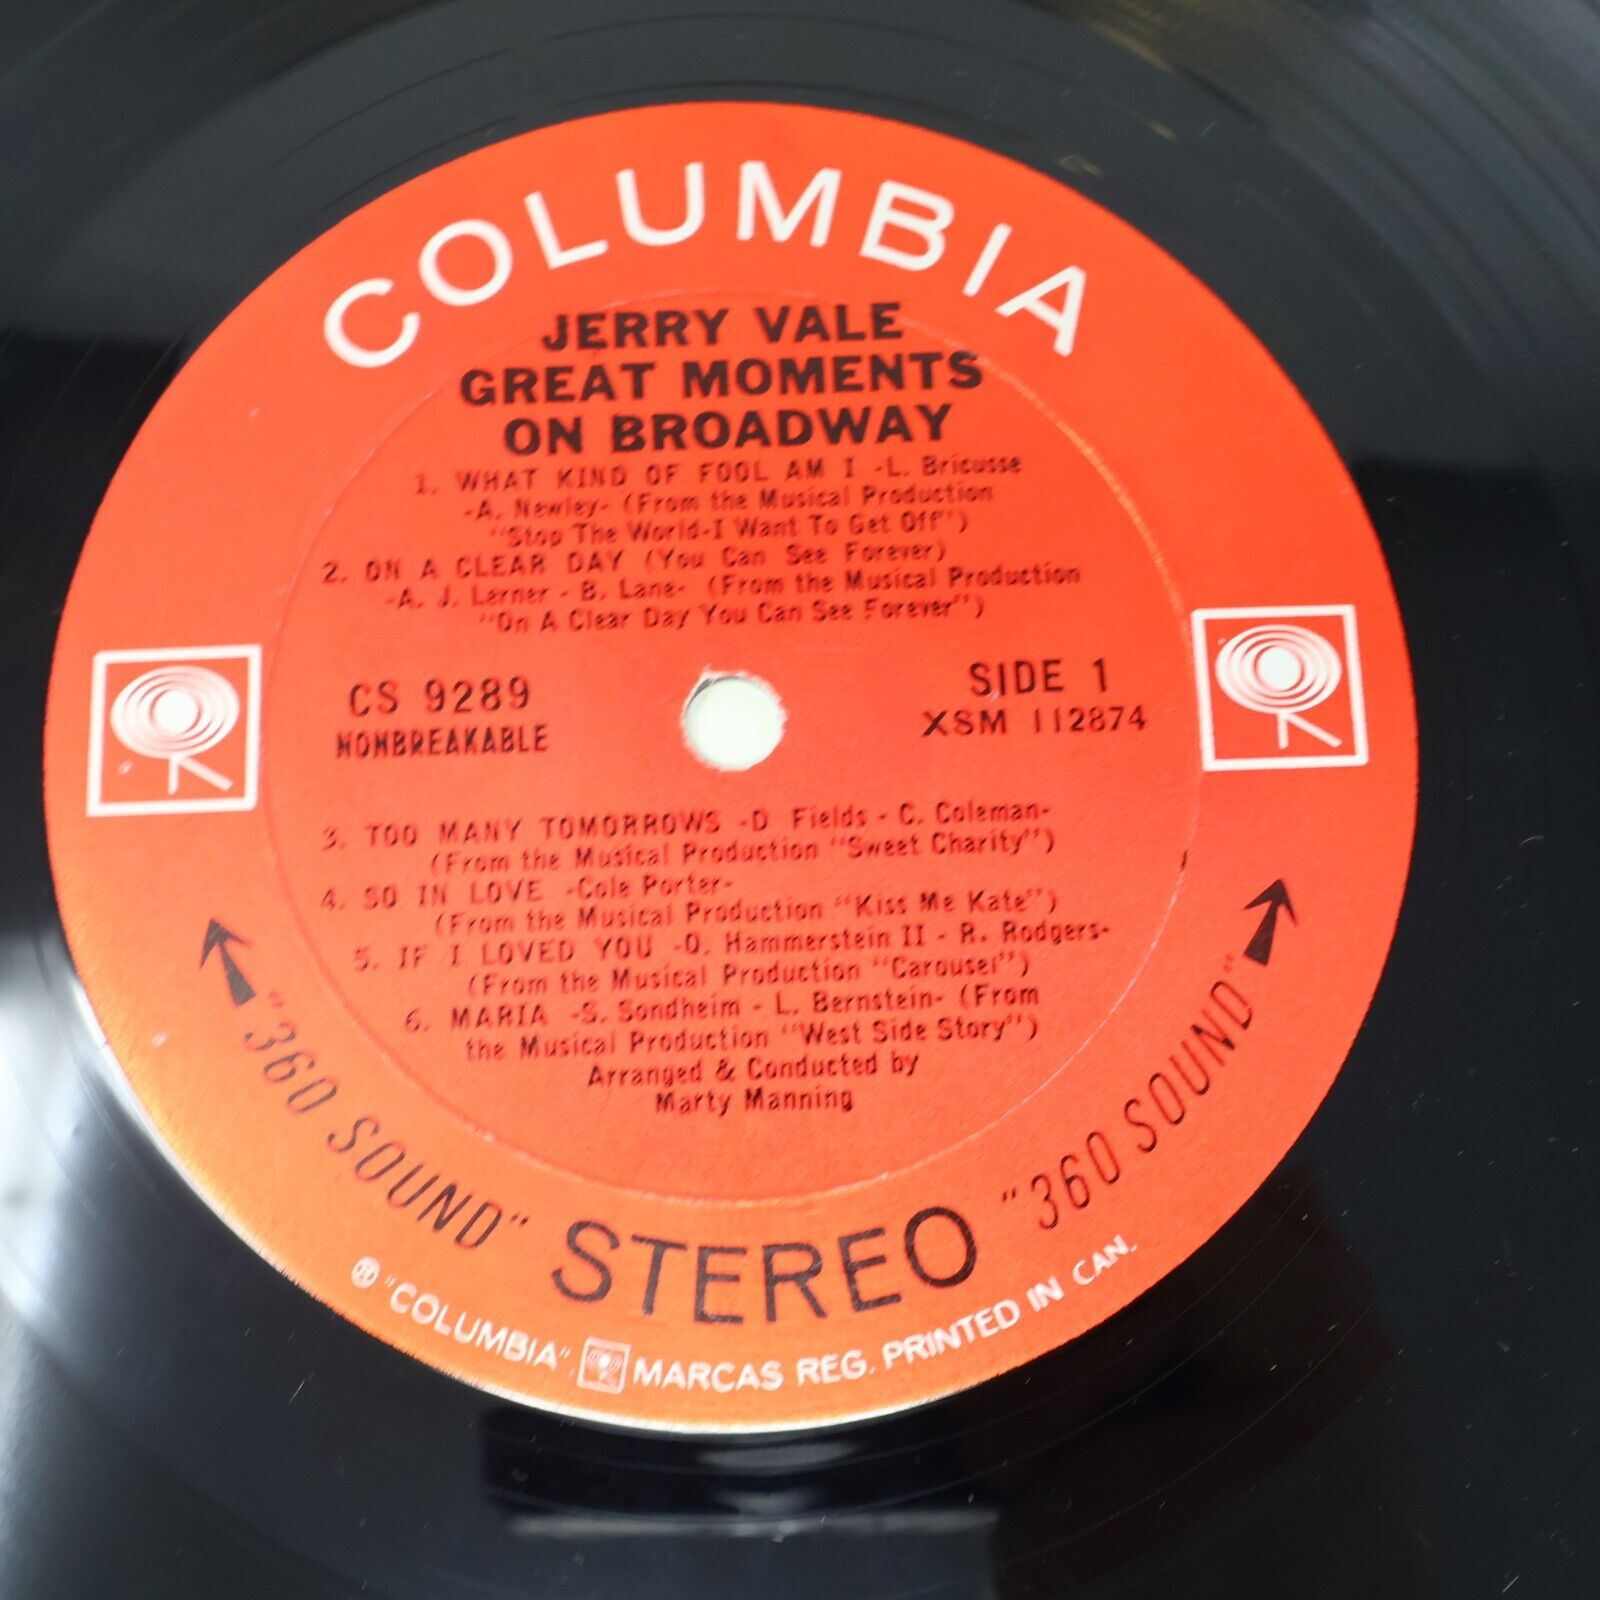 COLUMBIA
JERRY VALE
GREAT MOMENTS
ON BROADWAY
1. WHAT KIND OF FOOL AM I -L. Bricusse
-A. Newley- (From the Musical Production
"Stop The World-I Want To Get Off")
2. ON A CLEAR DAY (You Can See Forever)
-A. J. Lerner - B. Lane- (From the Musical Production
"On A Clear Day You Can See Forever")
CS 9289
NONBREAKABLE
SIDE 1
XSM 112874
3. TOO MANY TOMORROWS -D Fields - C. Coleman-
(From the Musical Production "Sweet Charity")
4. SO IN LOVE -Cole Porter-
(From the Musical Production "Kiss Me Kate")
5. IF I LOVED YOU -O. Hammerstein II - R. Rodgers-
(From the Musical Production "Carousel")
6. MARIA -S. Sondheim - L. Bernstein- (From
the Musical Production "West Side Story")
Arranged & Conducted by
Marty Manning
"360 SOUND" STEREO "360 SOUND"
® "COLUMBIA", MARCAS REG. PRINTED IN CAN.